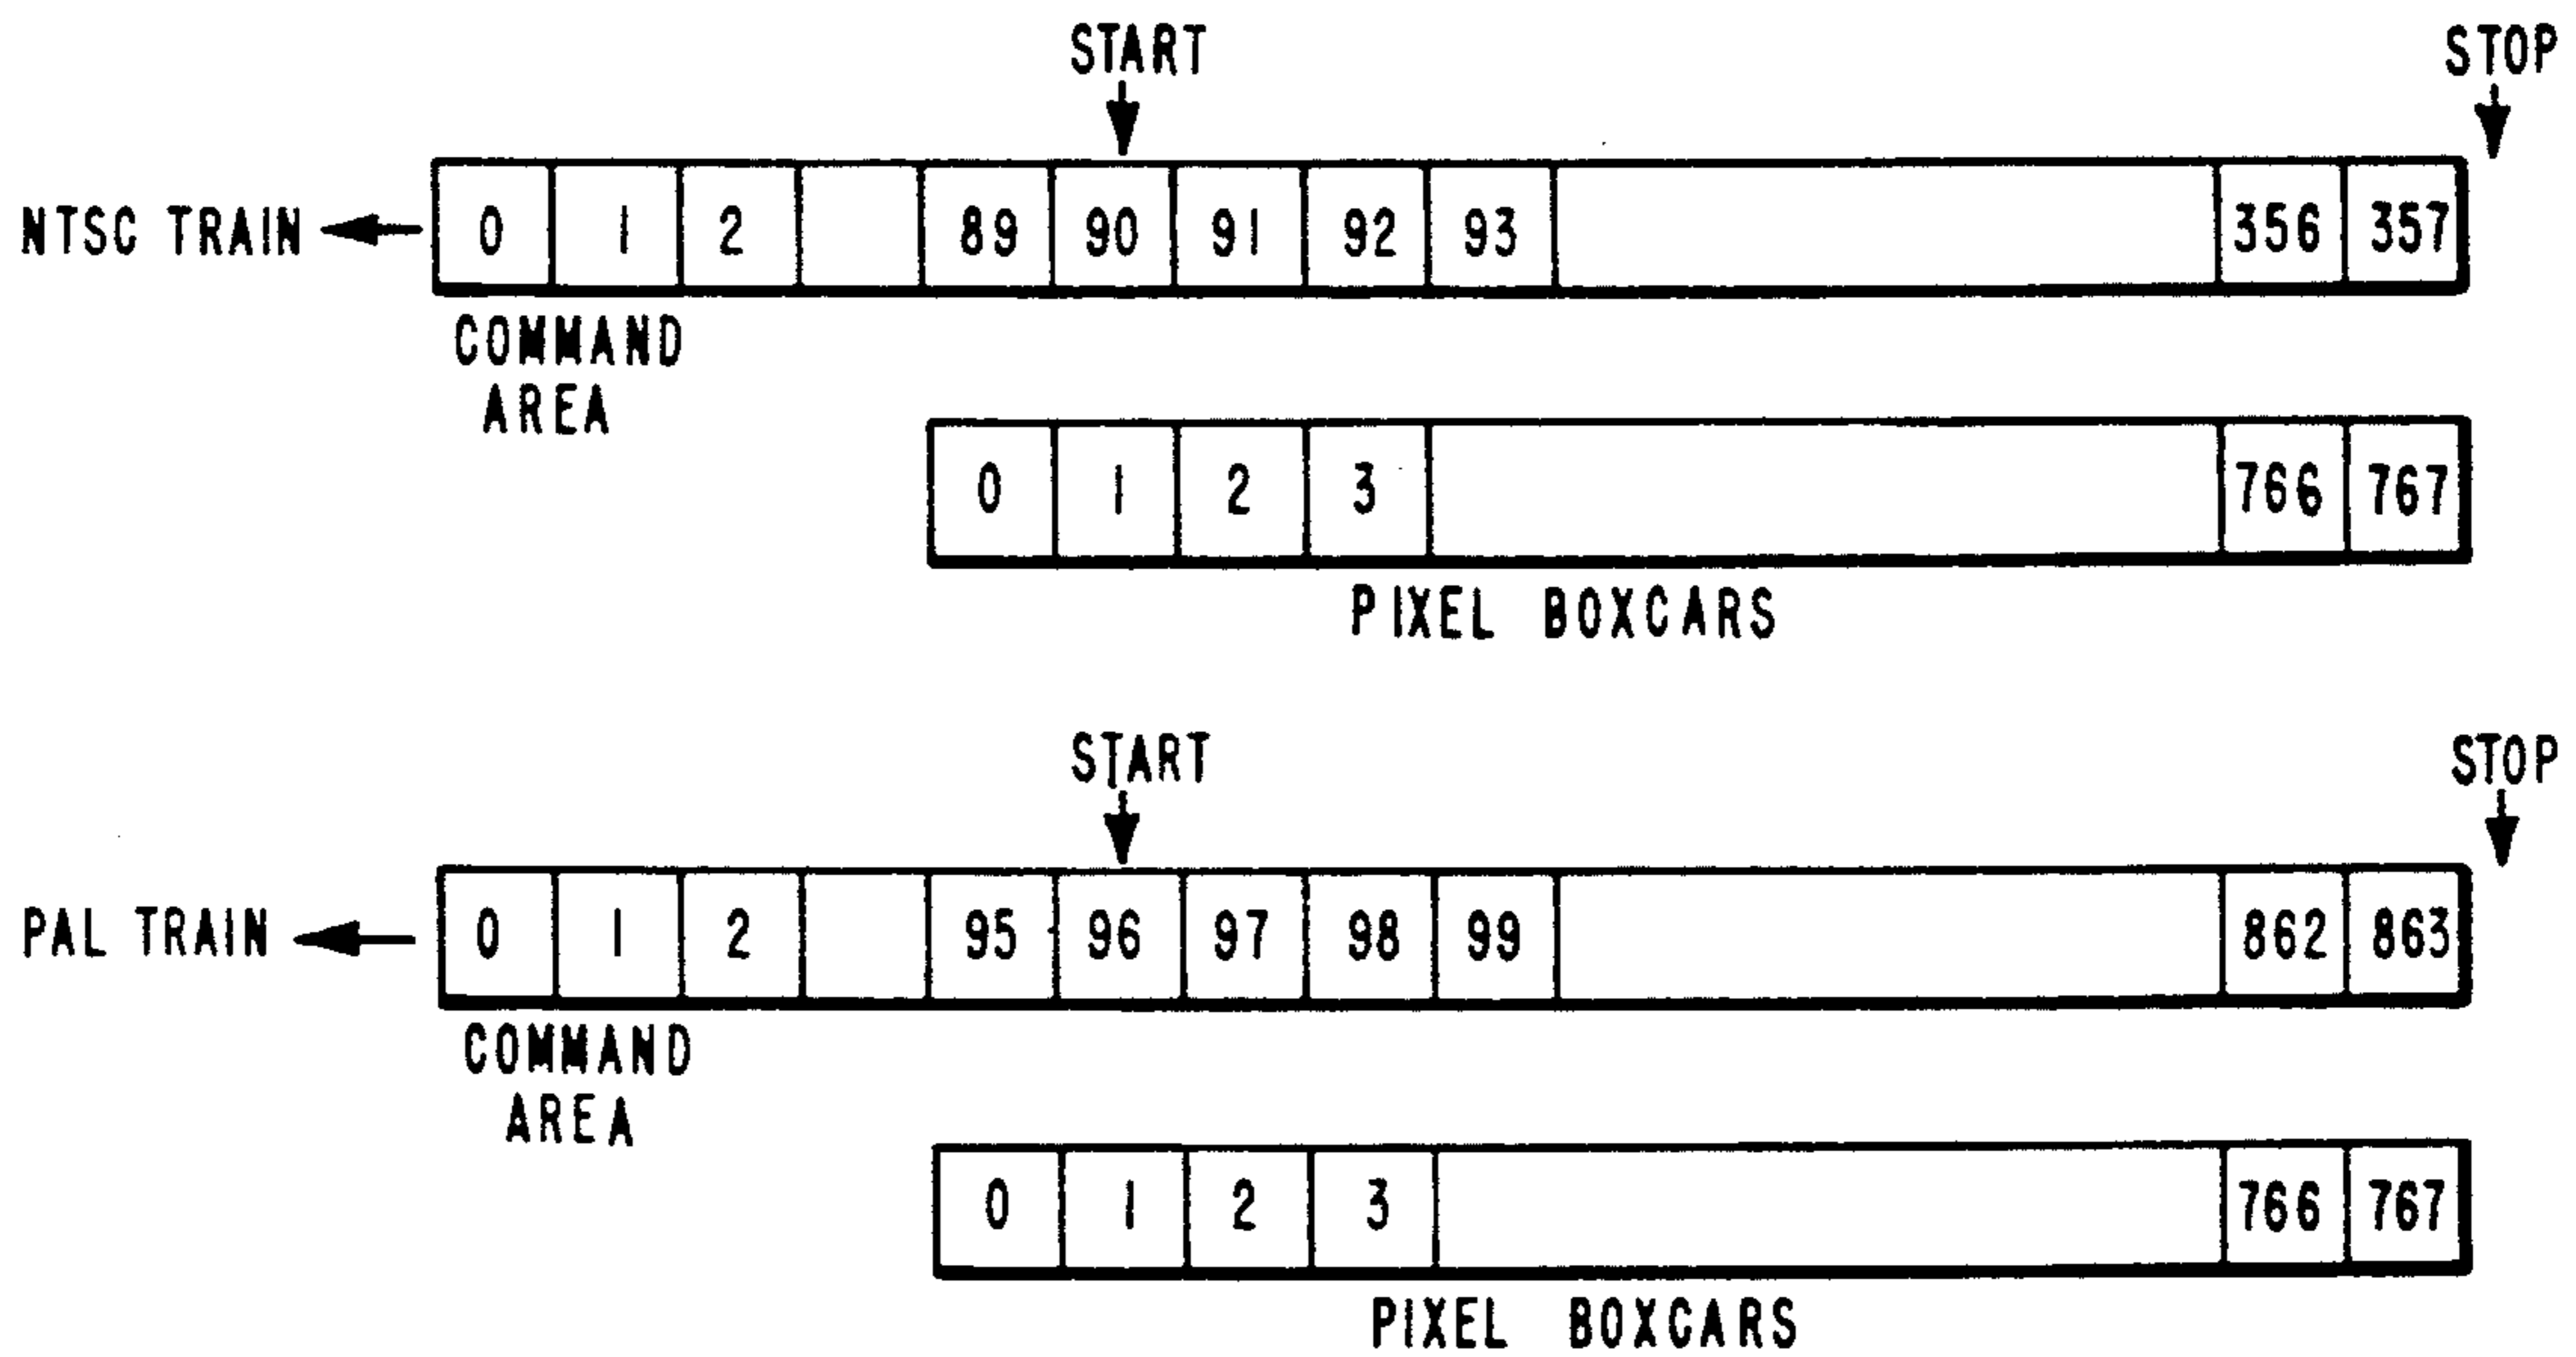 START STOP
NTSC TRAIN 0 1 2 89 90 91 92 93 356 357
COMMAND
AREA
0 1 2 3 766 767
PIXEL BOXCARS
START STOP
PAL TRAIN 0 1 2 95 96 97 98 99 862 863
COMMAND
AREA
0 1 2 3 766 767
PIXEL BOXCARS